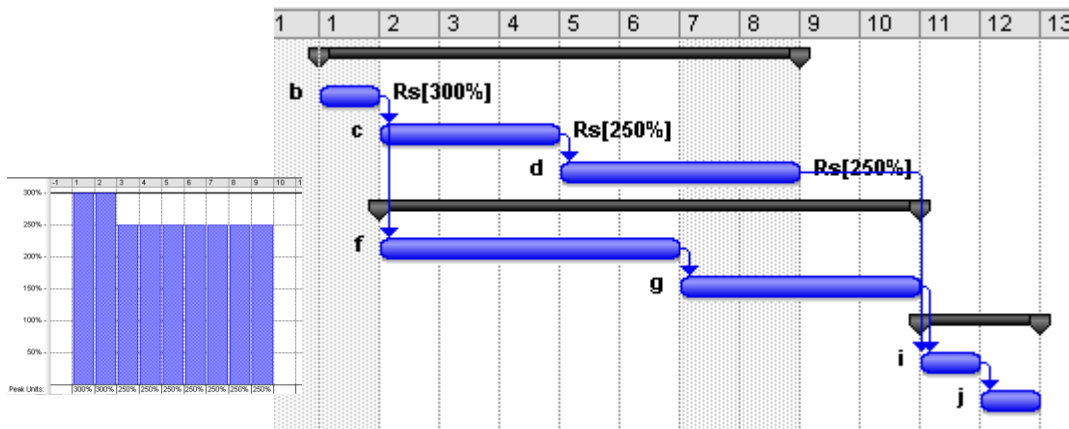 1 1 2 3 4 5 6 7 8 9 10 11 12 13
b Rs[300%]
c Rs[250%]
d Rs[250%]
f
g
i
j
-1 1 2 3 4 5 6 7 8 9 10 1
300%
250%
200%
150%
100%
50%
Peak Units: 300% 300% 250% 250% 250% 250% 250% 250% 250%